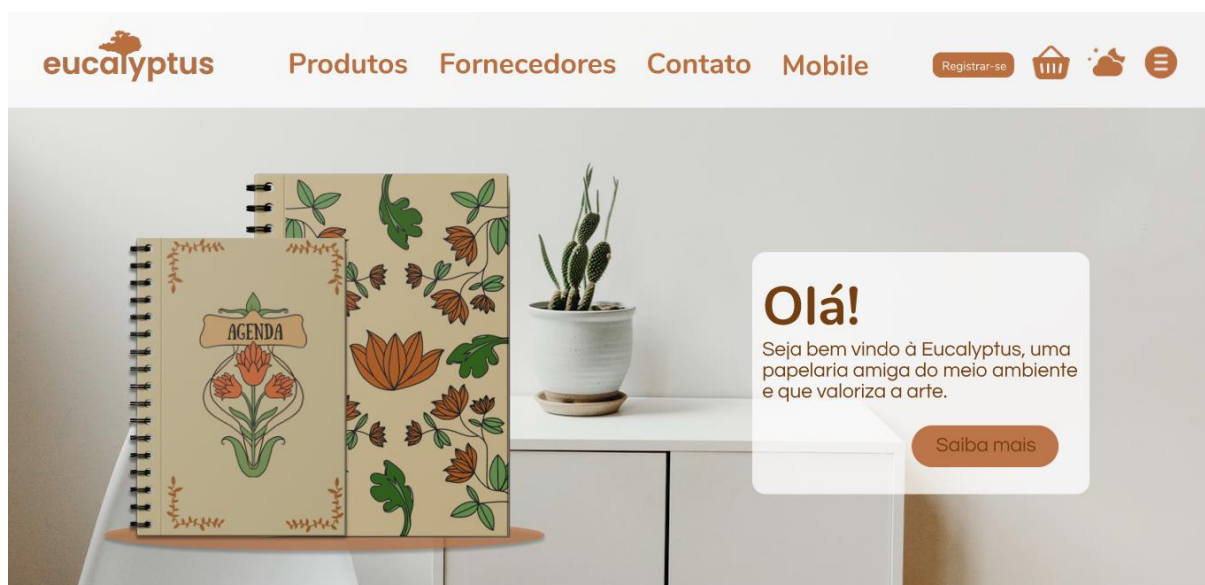 eucalyptus
Produtos Fornecedores Contato Mobile
Registrar-se
AGENDA
Olá!
Seja bem vindo à Eucalyptus, uma
papelaria amiga do meio ambiente
e que valoriza a arte.
Saiba mais